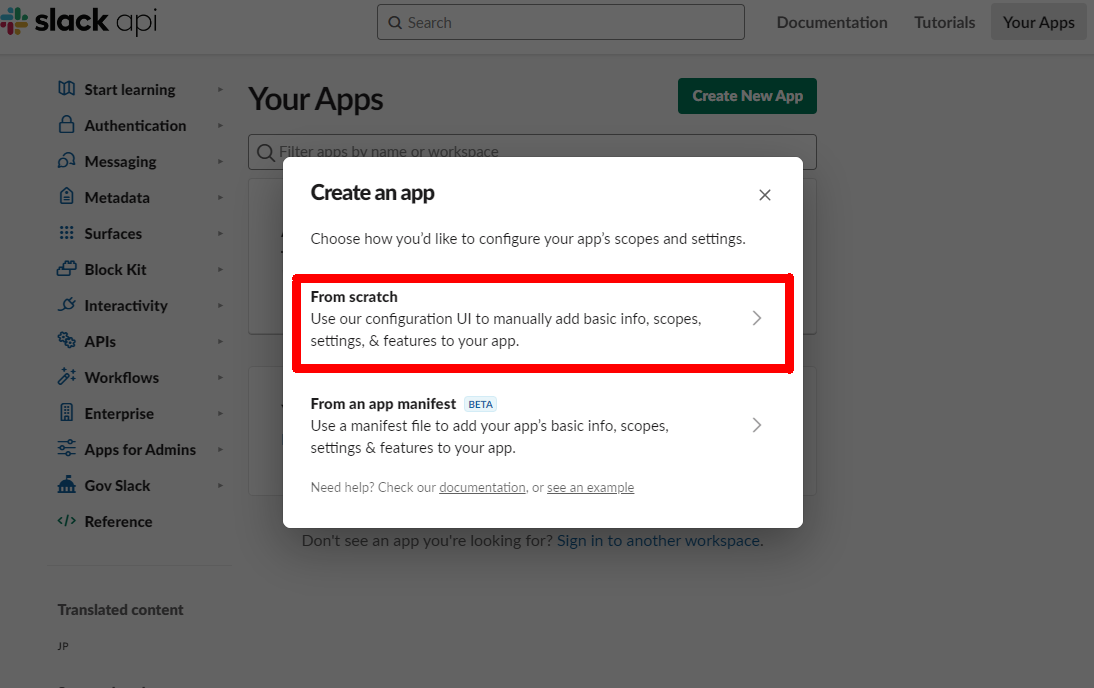 slack api
Search
Documentation
Tutorials
Your Apps
Start learning
Authentication
Messaging
Metadata
Surfaces
Block Kit
Interactivity
APIs
Workflows
Enterprise
Apps for Admins
Gov Slack
Reference
Translated content
JP
Your Apps
Create New App
Filter apps by name or workspace
Create an app
Choose how you’d like to configure your app’s scopes and settings.
From scratch
Use our configuration UI to manually add basic info, scopes,
settings, & features to your app.
From an app manifest BETA
Use a manifest file to add your app’s basic info, scopes,
settings & features to your app.
Need help? Check our documentation, or see an example
Don't see an app you're looking for? Sign in to another workspace.